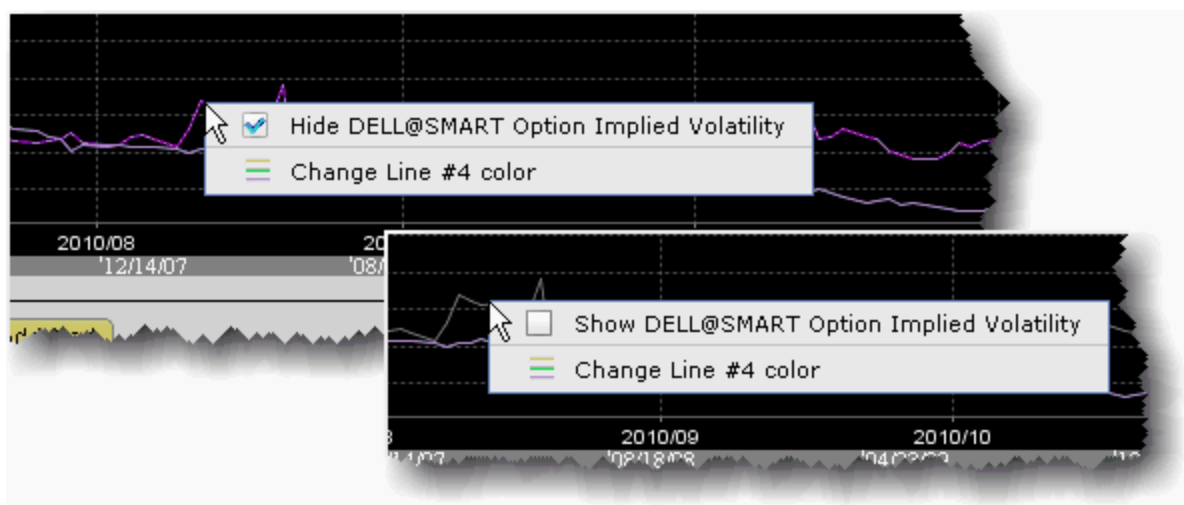 Hide DELL@SMART Option Implied Volatility
Change Line #4 color
2010/08 20
'12/14/07 '08/
Show DELL@SMART Option Implied Volatility
Change Line #4 color
2010/09 2010/10